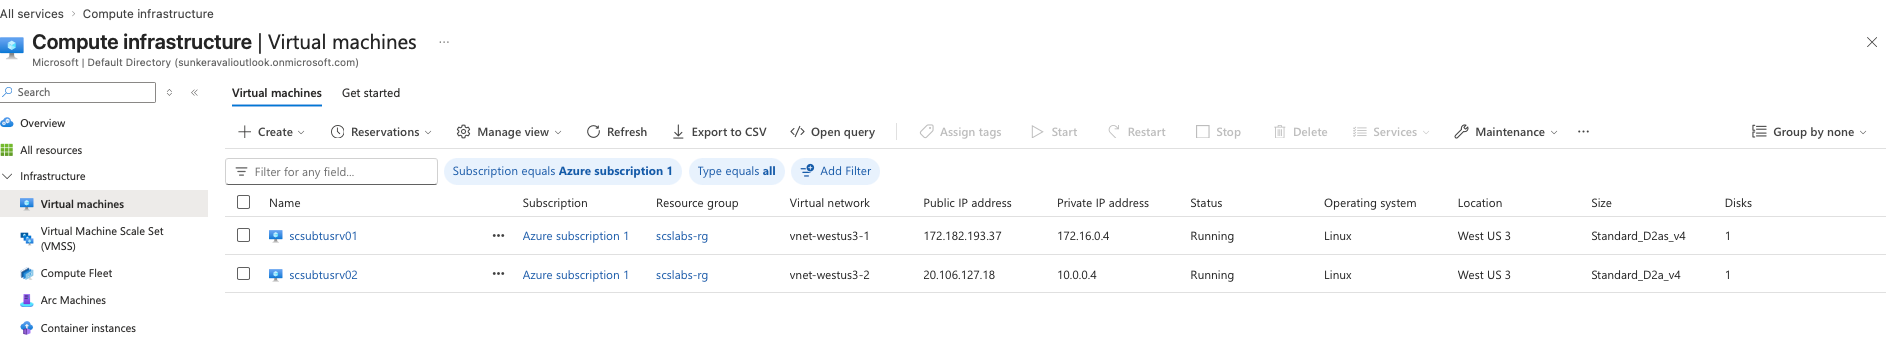 All services > Compute infrastructure
Compute infrastructure | Virtual machines ...
Microsoft | Default Directory (sunkeravalioutlook.onmicrosoft.com)
Search
Overview
All resources
Infrastructure
Virtual machines
Virtual Machine Scale Set
(VMSS)
Compute Fleet
Arc Machines
Container instances
Virtual machines Get started
Create Reservations Manage view Refresh Export to CSV Open query Assign tags Start Restart Stop Delete Services Maintenance ... Group by none
Filter for any field... Subscription equals Azure subscription 1 Type equals all Add Filter
Name Subscription Resource group Virtual network Public IP address Private IP address Status Operating system Location Size Disks
scsubtusrv01 ... Azure subscription 1 scslabs-rg vnet-westus3-1 172.182.193.37 172.16.0.4 Running Linux West US 3 Standard_D2as_v4 1
scsubtusrv02 ... Azure subscription 1 scslabs-rg vnet-westus3-2 20.106.127.18 10.0.0.4 Running Linux West US 3 Standard_D2a_v4 1